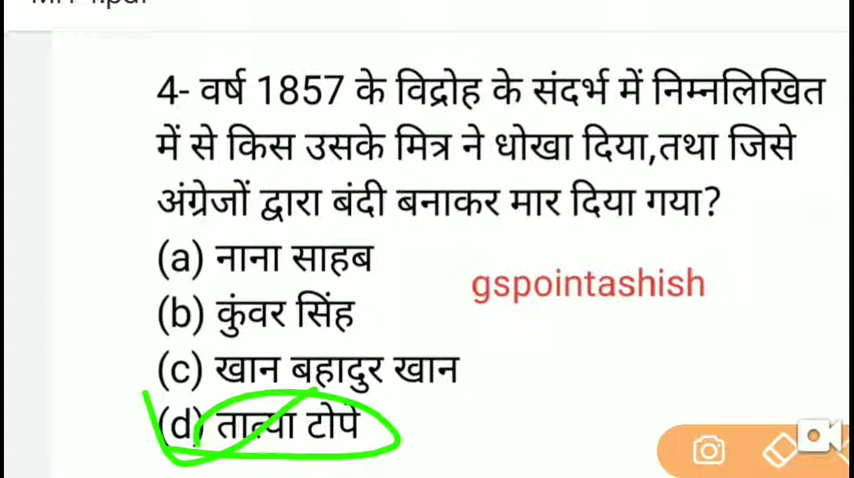 4- वर्ष 1857 के विद्रोह के संदर्भ में निम्नलिखित
में से किस उसके मित्र ने धोखा दिया,तथा जिसे
अंग्रेजों द्वारा बंदी बनाकर मार दिया गया?
(a) नाना साहब
gspointashish
(b) कुंवर सिंह
(c) खान बहादुर खान
(d) तात्या टोपे